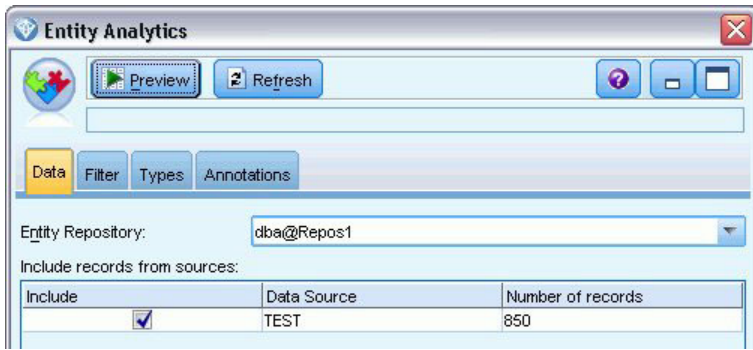 Entity Analytics
Preview Refresh
Data Filter Types Annotations
Entity Repository: dba@Repos1
Include records from sources:
Include Data Source Number of records
TEST 850